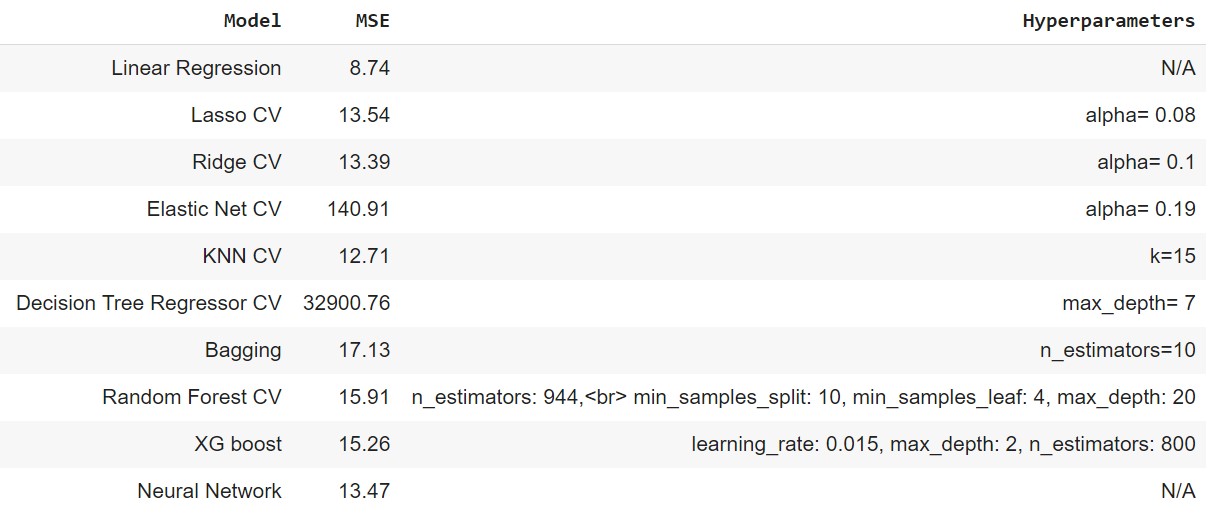 Model MSE Hyperparameters
Linear Regression 8.74 N/A
Lasso CV 13.54 alpha= 0.08
Ridge CV 13.39 alpha= 0.1
Elastic Net CV 140.91 alpha= 0.19
KNN CV 12.71 k=15
Decision Tree Regressor CV 32900.76 max_depth= 7
Bagging 17.13 n_estimators=10
Random Forest CV 15.91 n_estimators: 944,<br> min_samples_split: 10, min_samples_leaf: 4, max_depth: 20
XG boost 15.26 learning_rate: 0.015, max_depth: 2, n_estimators: 800
Neural Network 13.47 N/A